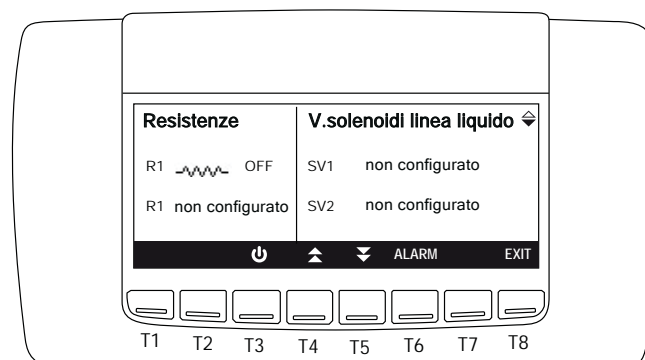 Resistenze
V.solenoidi linea liquido
R1 OFF
SV1 non configurato
R1 non configurato
SV2 non configurato
ALARM EXIT
T1 T2 T3 T4 T5 T6 T7 T8